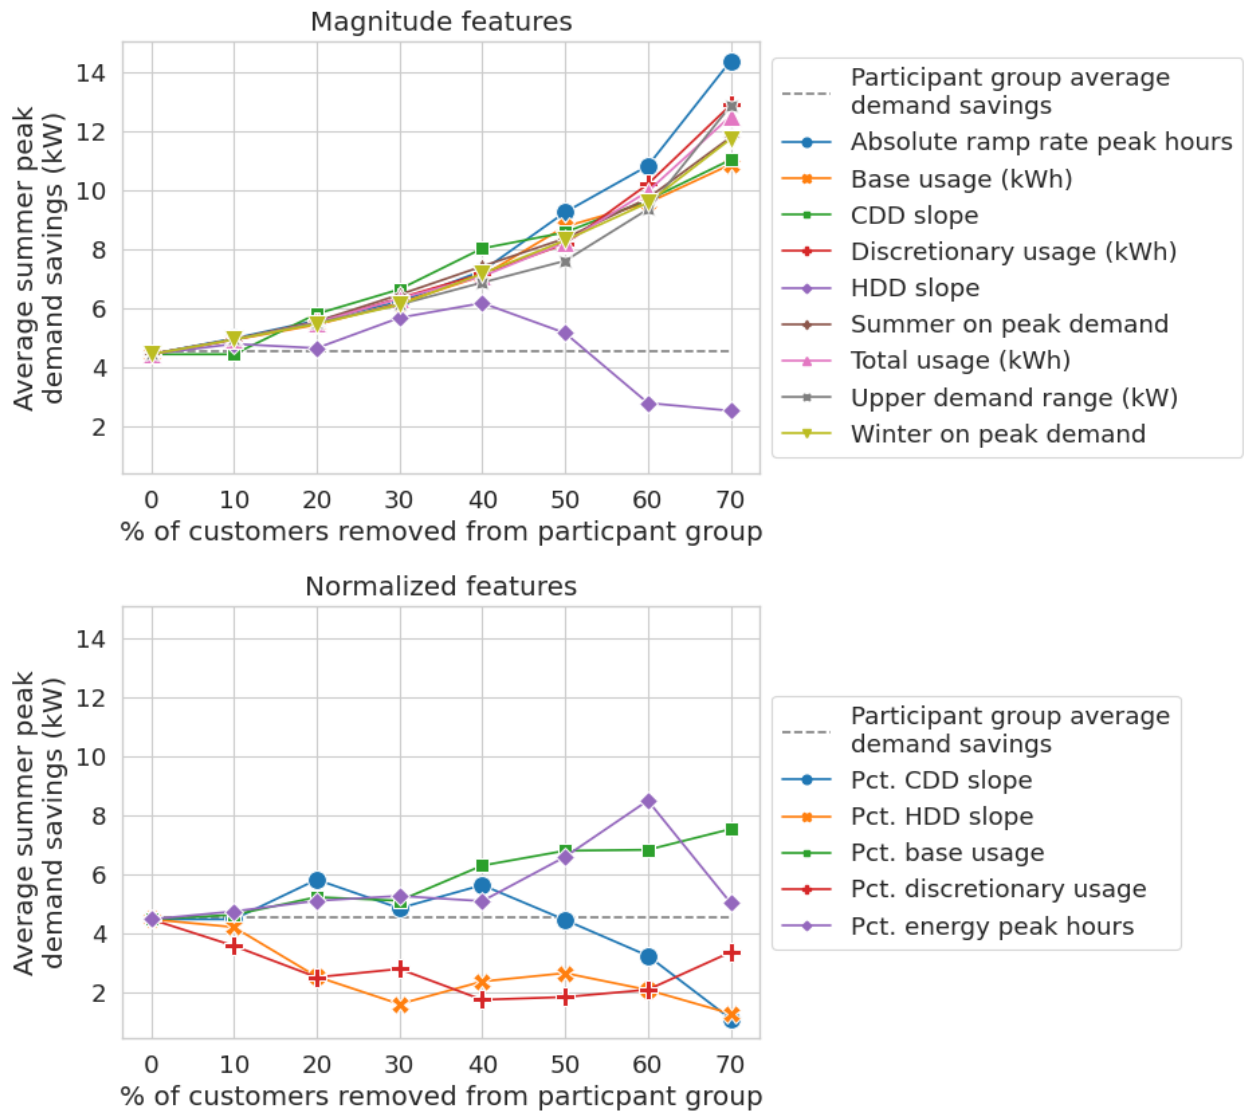 Magnitude features
Average summer peak
demand savings (kW)
14
12
10
8
6
4
2
0 10 20 30 40 50 60 70
% of customers removed from particpant group
Participant group average
demand savings
Absolute ramp rate peak hours
Base usage (kWh)
CDD slope
Discretionary usage (kWh)
HDD slope
Summer on peak demand
Total usage (kWh)
Upper demand range (kW)
Winter on peak demand
Normalized features
Average summer peak
demand savings (kW)
14
12
10
8
6
4
2
0 10 20 30 40 50 60 70
% of customers removed from particpant group
Participant group average
demand savings
Pct. CDD slope
Pct. HDD slope
Pct. base usage
Pct. discretionary usage
Pct. energy peak hours